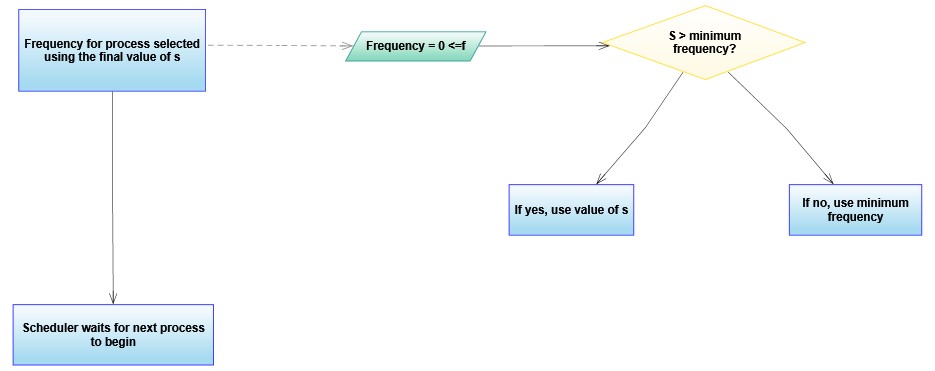 Frequency for process selected
using the final value of s
Frequency = 0 <=f
S > minimum
frequency?
If yes, use value of s
If no, use minimum
frequency
Scheduler waits for next process
to begin